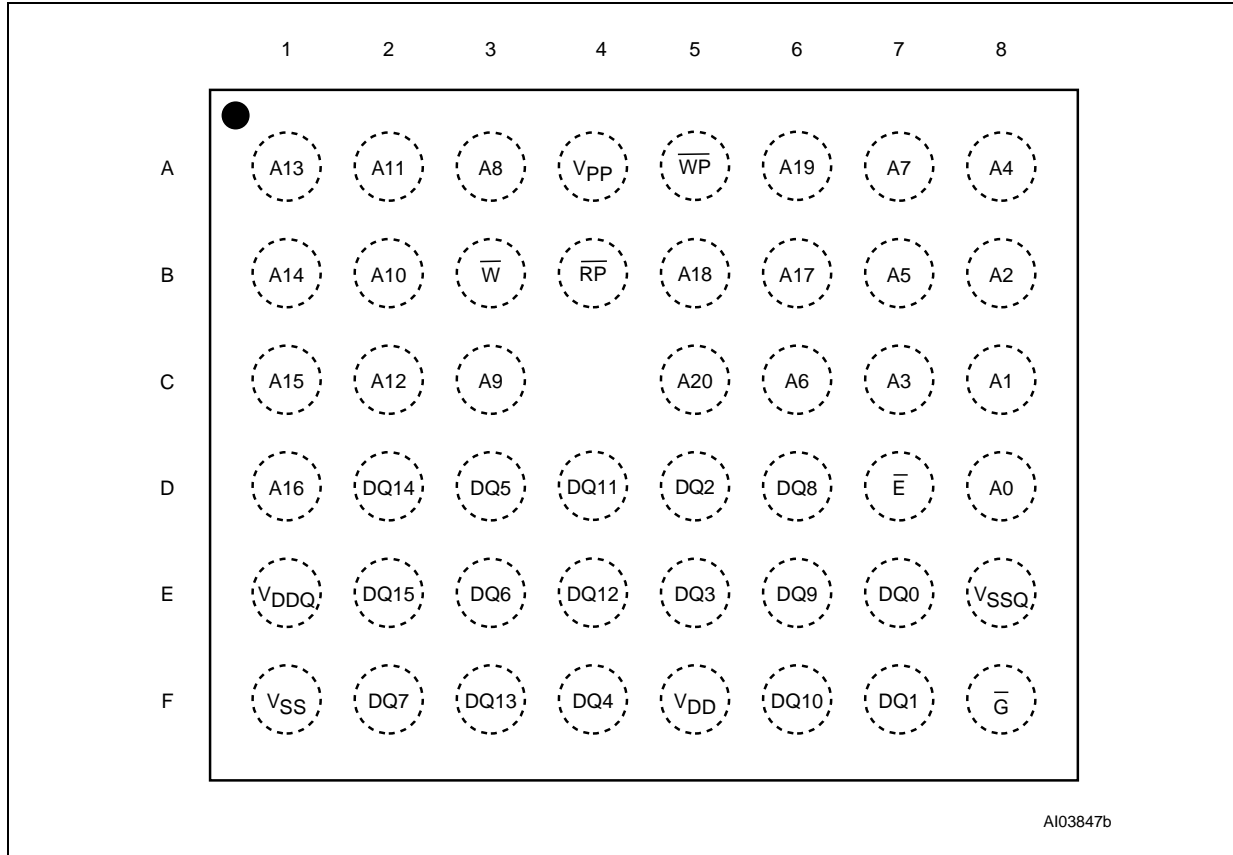 1 2 3 4 5 6 7 8
A A13 A11 A8 VPP W̅P̅ A19 A7 A4
B A14 A10 W̅ R̅P̅ A18 A17 A5 A2
C A15 A12 A9 A20 A6 A3 A1
D A16 DQ14 DQ5 DQ11 DQ2 DQ8 E̅ A0
E VDDQ DQ15 DQ6 DQ12 DQ3 DQ9 DQ0 VSSQ
F VSS DQ7 DQ13 DQ4 VDD DQ10 DQ1 G̅
AI03847b